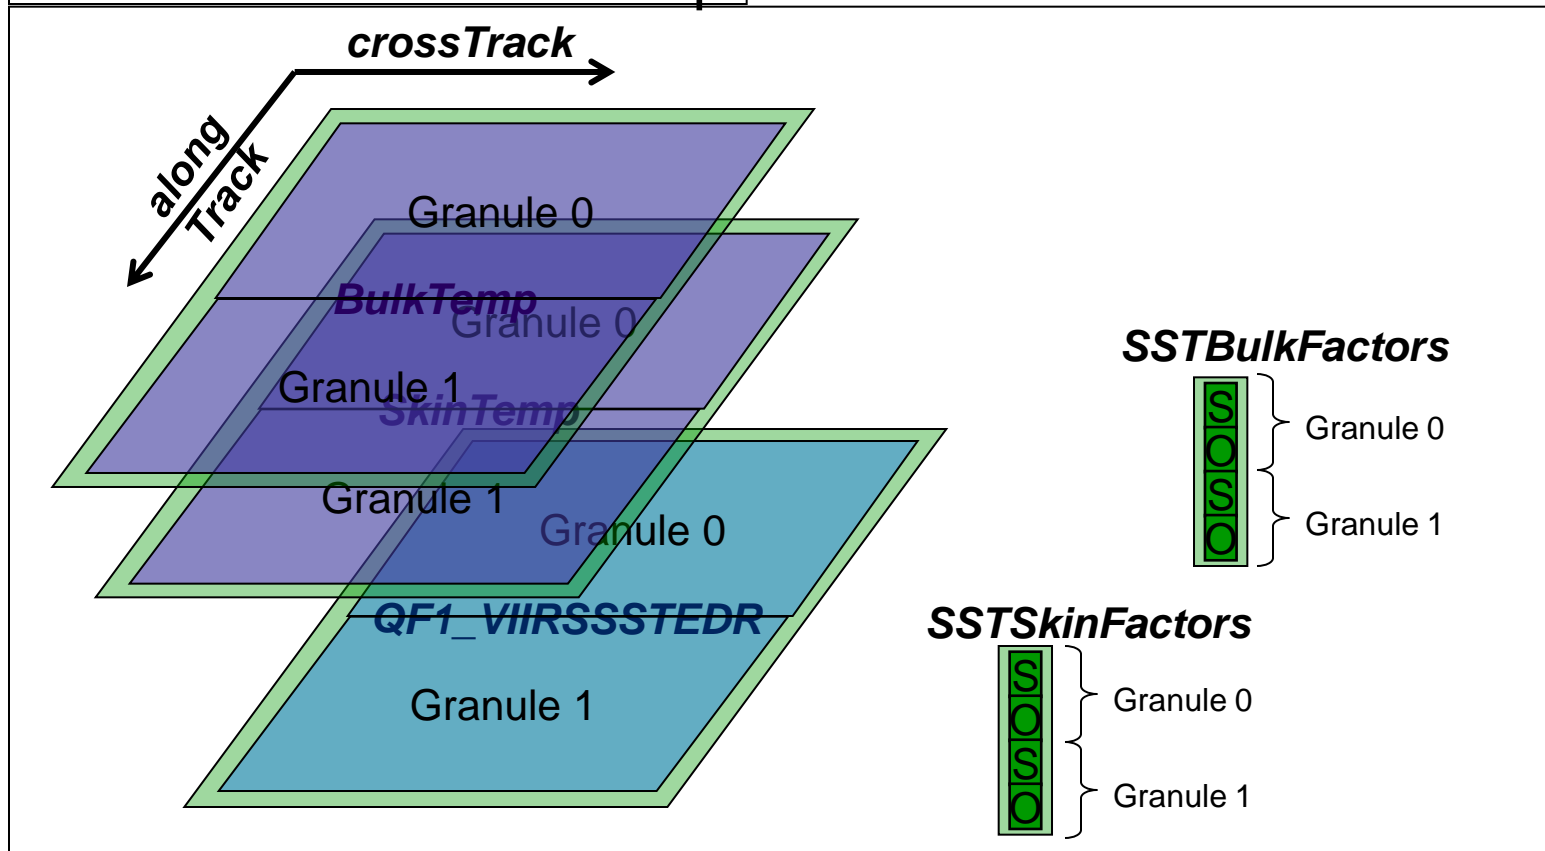 crossTrack
along
Track
Granule 0
BulkTemp
Granule 0
Granule 1
SkinTemp
Granule 1
Granule 0
QF1_VIIRSSSTEDR
Granule 1
SSTBulkFactors
S
O
S
O
Granule 0
Granule 1
SSTSkinFactors
S
O
S
O
Granule 0
Granule 1